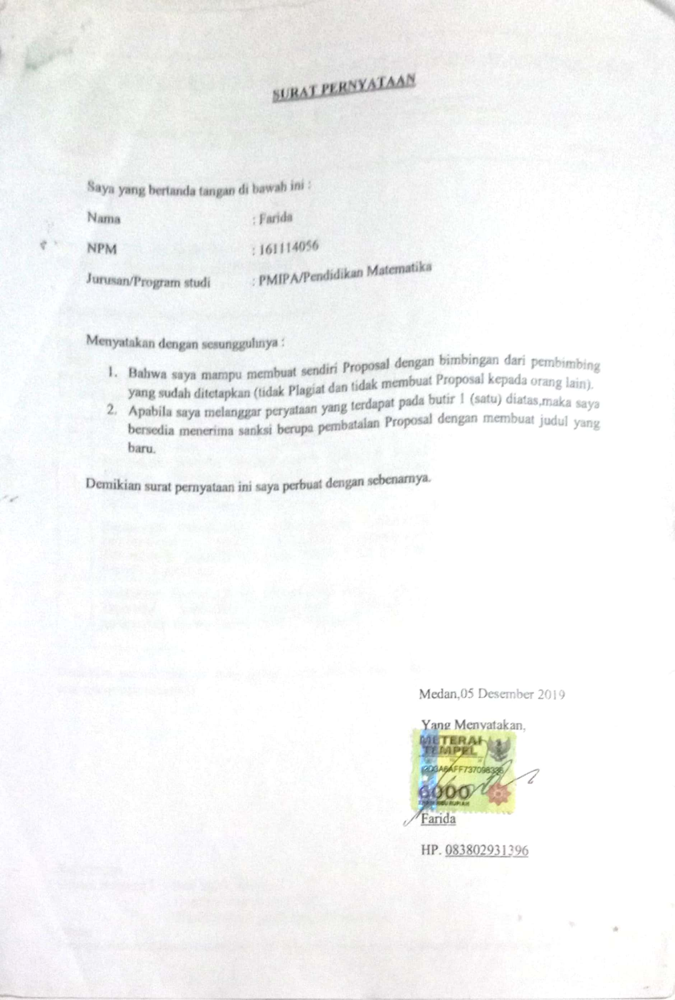 SURAT PERNYATAAN
Saya yang bertanda tangan di bawah ini :
Nama : Farida
NPM : 161114056
Jurusan/Program studi : PMIPA/Pendidikan Matematika
Menyatakan dengan sesungguhnya :
1. Bahwa saya mampu membuat sendiri Proposal dengan bimbingan dari pembimbing
yang sudah ditetapkan (tidak Plagiat dan tidak membuat Proposal kepada orang lain).
2. Apabila saya melanggar peryataan yang terdapat pada butir 1 (satu) diatas,maka saya
bersedia menerima sanksi berupa pembatalan Proposal dengan membuat judul yang
baru.
Demikian surat pernyataan ini saya perbuat dengan sebenarnya.
Medan,05 Desember 2019
Yang Menyatakan,
METERAI
TEMPEL
6000
RIBU RUPIAH
Farida
HP. 083802931396